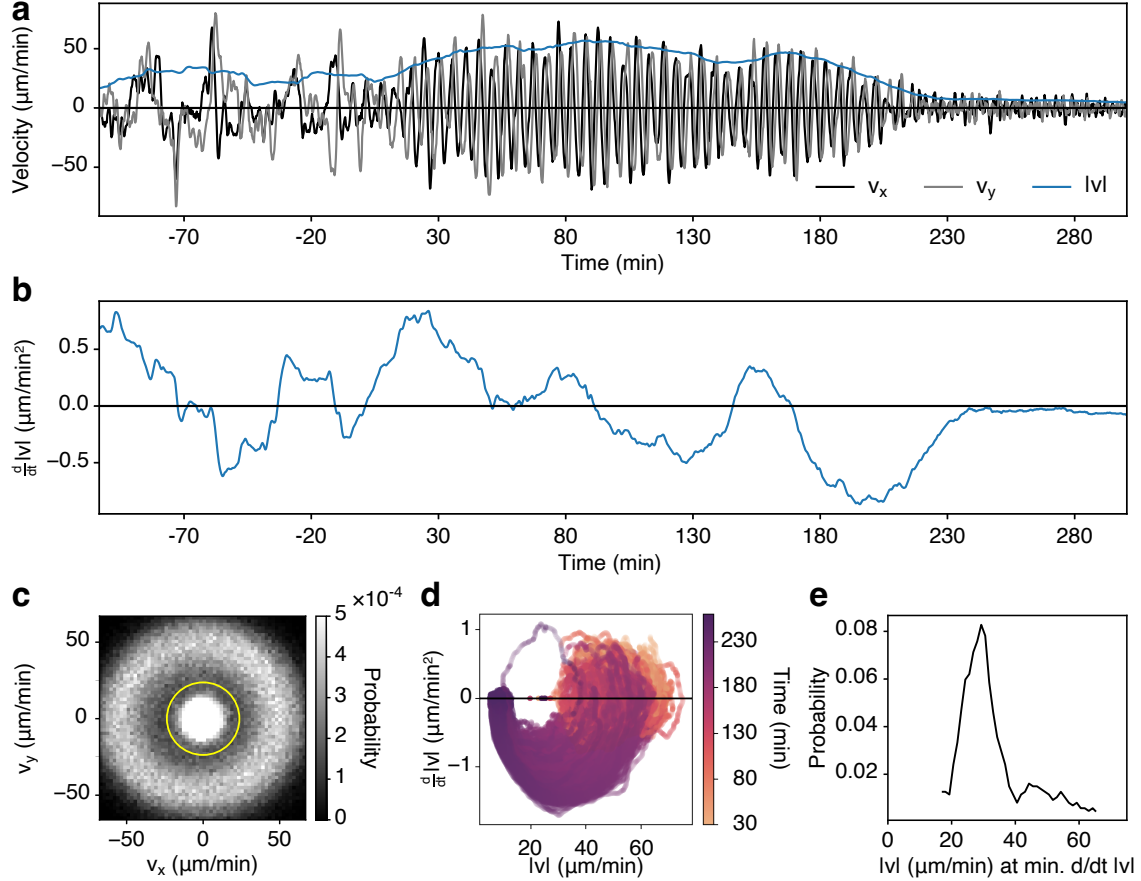 a
Velocity (µm/min)
50
0
−50
v_x v_y |v|
-70 -20 30 80 130 180 230 280
Time (min)
b
d/dt |v| (µm/min²)
0.5
0.0
−0.5
-70 -20 30 80 130 180 230 280
Time (min)
c
×10⁻⁴
v_y (µm/min)
50
0
−50
−50 0 50
v_x (µm/min)
5
4
3
2
1
0
Probability
d
d/dt |v| (µm/min²)
1
0
−1
20 40 60
|v| (µm/min)
230
180
130
80
30
Time (min)
e
Probability
0.08
0.06
0.04
0.02
0 20 40 60
|v| (µm/min) at min. d/dt |v|